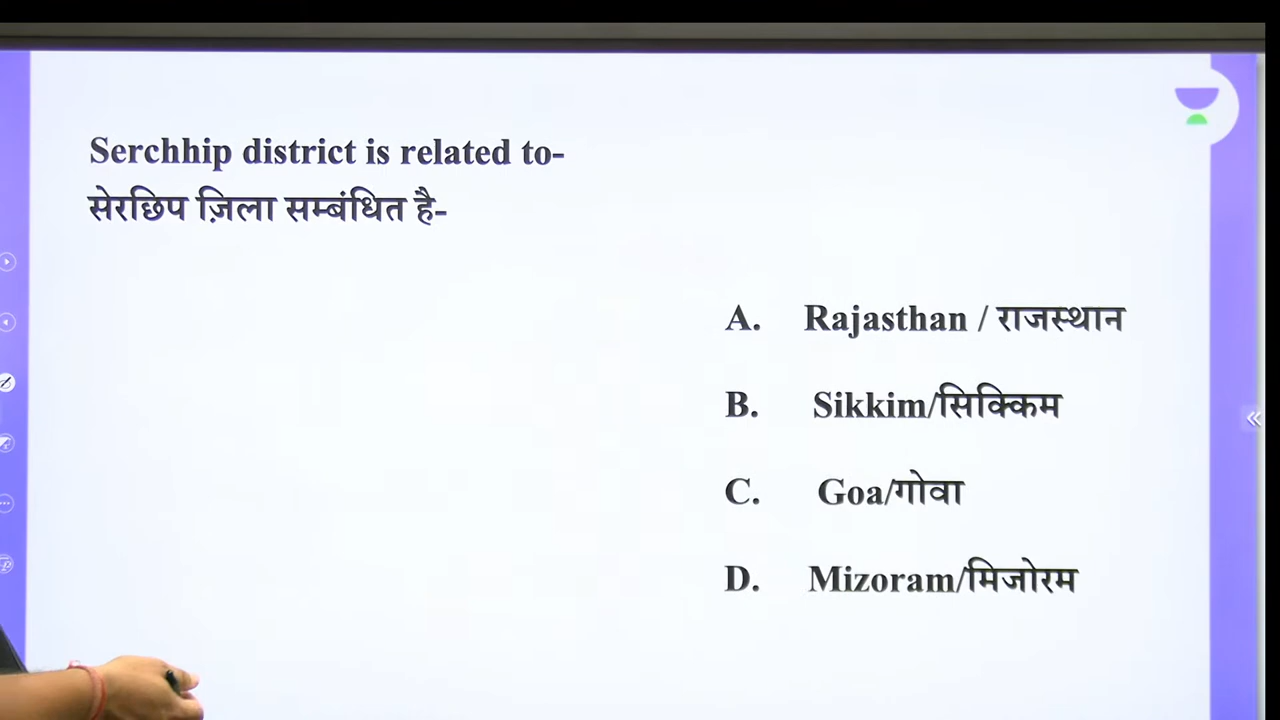 Serchhip district is related to-
सेरछिप ज़िला सम्बंधित है-
A. Rajasthan / राजस्थान
B. Sikkim/सिक्किम
C. Goa/गोवा
D. Mizoram/मिजोरम